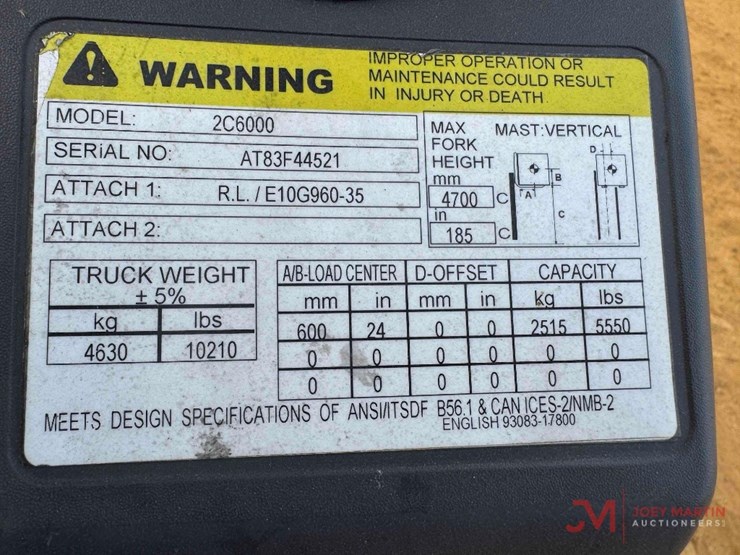 WARNING
IMPROPER OPERATION OR
MAINTENANCE COULD RESULT
IN INJURY OR DEATH
MODEL: 2C6000
SERiAL NO: AT83F44521
ATTACH 1: R.L. / E10G960-35
ATTACH 2:
MAX
FORK
HEIGHT
mm
4700 C
in
185 C
MAST:VERTICAL
D
A
B
C
TRUCK WEIGHT
± 5%
kg lbs
4630 10210
A/B-LOAD CENTER D-OFFSET CAPACITY
mm in mm in kg lbs
600 24 0 0 2515 5550
0 0 0 0 0 0
0 0 0 0 0 0
MEETS DESIGN SPECIFICATIONS OF ANSI/ITSDF B56.1 & CAN ICES-2/NMB-2
ENGLISH 93083-17800
JM JOEY MARTIN
AUCTIONEERS